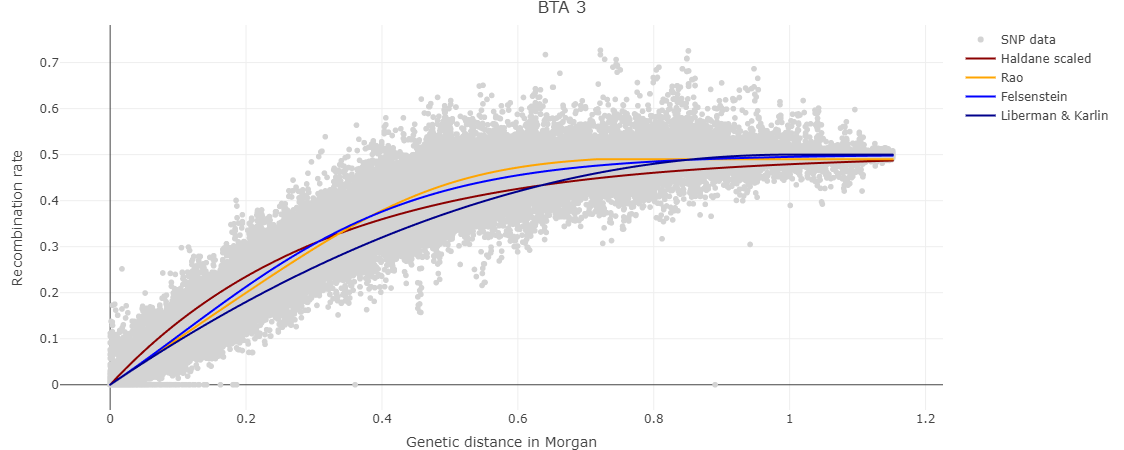 BTA 3
SNP data
Haldane scaled
Rao
Felsenstein
Liberman & Karlin
Recombination rate
0.7
0.6
0.5
0.4
0.3
0.2
0.1
0
0 0.2 0.4 0.6 0.8 1 1.2
Genetic distance in Morgan